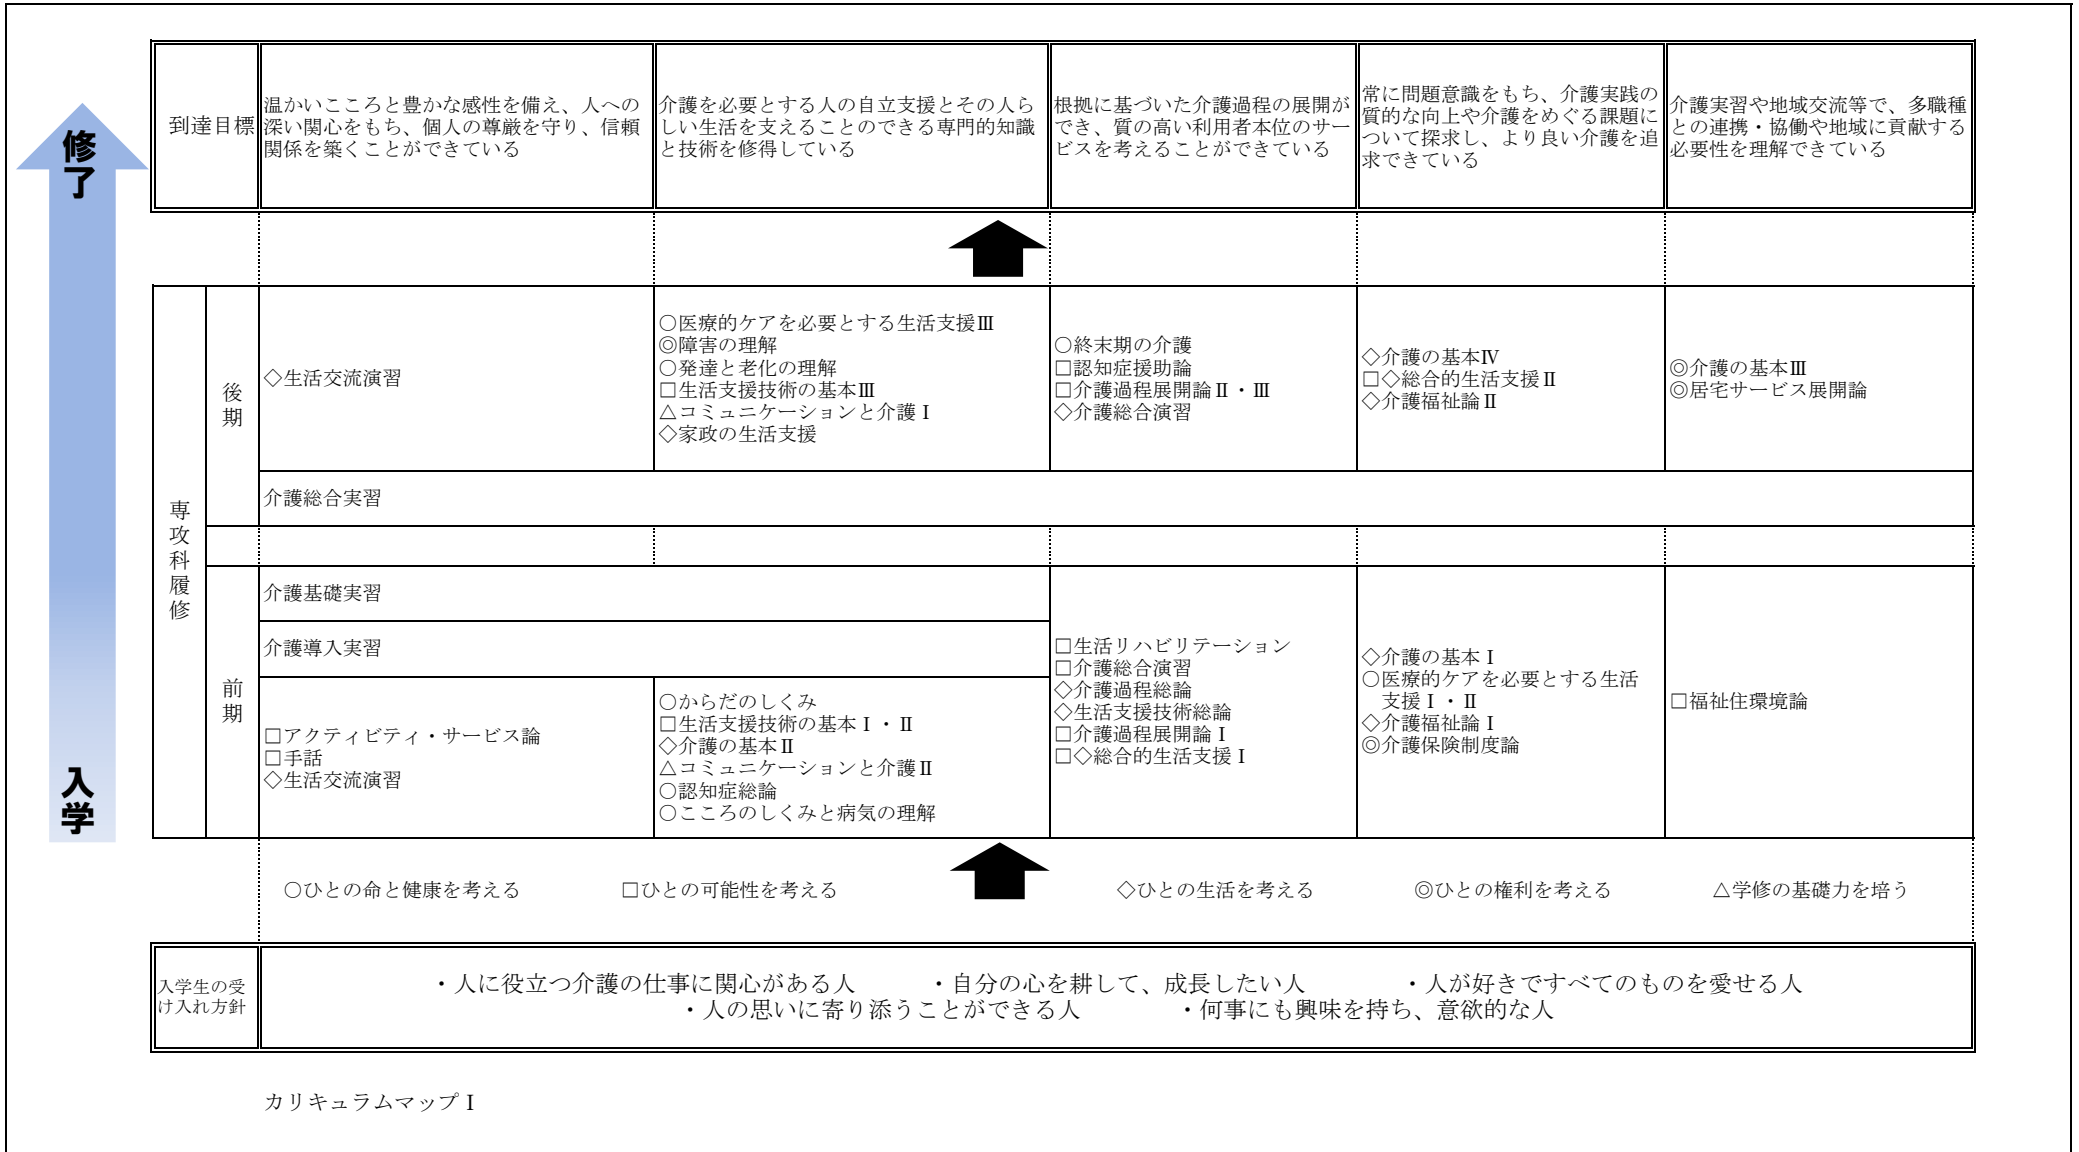 修了
到達目標
温かいこころと豊かな感性を備え、人への
深い関心をもち、個人の尊厳を守り、信頼
関係を築くことができている
介護を必要とする人の自立支援とその人ら
しい生活を支えることのできる専門的知識
と技術を修得している
根拠に基づいた介護過程の展開が
でき、質の高い利用者本位のサー
ビスを考えることができている
常に問題意識をもち、介護実践の
質的な向上や介護をめぐる課題に
ついて探求し、より良い介護を追
求できている
介護実習や地域交流等で、多職種
との連携・協働や地域に貢献する
必要性を理解できている
専攻科履修
後期
◇生活交流演習
○医療的ケアを必要とする生活支援Ⅲ
◎障害の理解
○発達と老化の理解
□生活支援技術の基本Ⅲ
△コミュニケーションと介護Ⅰ
◇家政の生活支援
○終末期の介護
□認知症援助論
□介護過程展開論Ⅱ・Ⅲ
◇介護総合演習
◇介護の基本Ⅳ
□◇総合的生活支援Ⅱ
◇介護福祉論Ⅱ
◎介護の基本Ⅲ
◎居宅サービス展開論
介護総合実習
前期
介護基礎実習
介護導入実習
□アクティビティ・サービス論
□手話
◇生活交流演習
○からだのしくみ
□生活支援技術の基本Ⅰ・Ⅱ
◇介護の基本Ⅱ
△コミュニケーションと介護Ⅱ
○認知症総論
○こころのしくみと病気の理解
□生活リハビリテーション
□介護総合演習
◇介護過程総論
◇生活支援技術総論
□介護過程展開論Ⅰ
□◇総合的生活支援Ⅰ
◇介護の基本Ⅰ
○医療的ケアを必要とする生活
支援Ⅰ・Ⅱ
◇介護福祉論Ⅰ
◎介護保険制度論
□福祉住環境論
入学
○ひとの命と健康を考える □ひとの可能性を考える ◇ひとの生活を考える ◎ひとの権利を考える △学修の基礎力を培う
入学生の受
け入れ方針
・人に役立つ介護の仕事に関心がある人 ・自分の心を耕して、成長したい人 ・人が好きですべてのものを愛せる人
・人の思いに寄り添うことができる人 ・何事にも興味を持ち、意欲的な人
カリキュラムマップⅠ